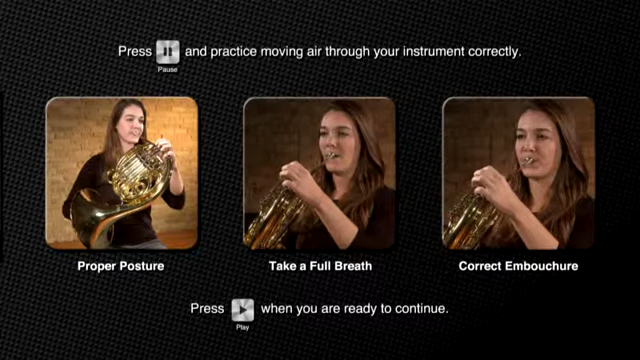 Press and practice moving air through your instrument correctly.
Pause
Proper Posture
Take a Full Breath
Correct Embouchure
Press when you are ready to continue.
Play